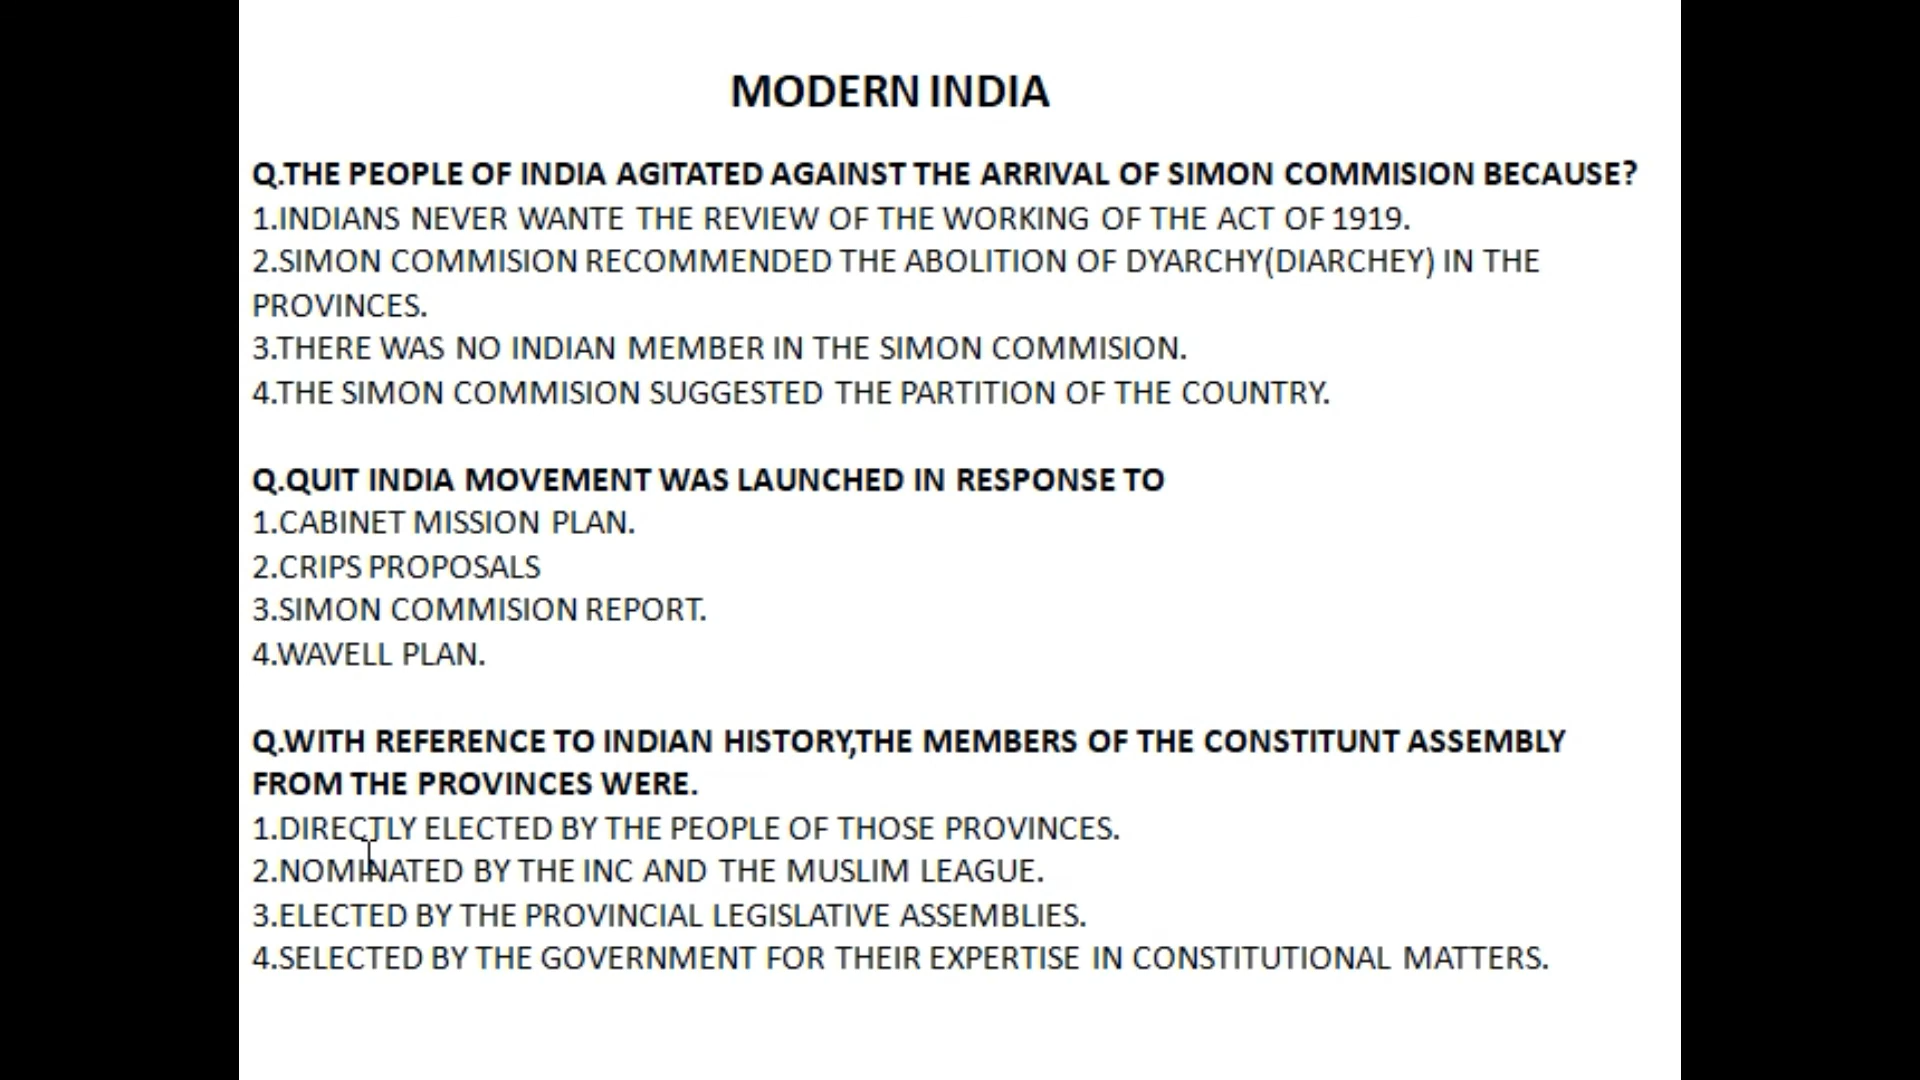 MODERN INDIA
Q.THE PEOPLE OF INDIA AGITATED AGAINST THE ARRIVAL OF SIMON COMMISION BECAUSE?
1.INDIANS NEVER WANTE THE REVIEW OF THE WORKING OF THE ACT OF 1919.
2.SIMON COMMISION RECOMMENDED THE ABOLITION OF DYARCHY(DIARCHEY) IN THE
PROVINCES.
3.THERE WAS NO INDIAN MEMBER IN THE SIMON COMMISION.
4.THE SIMON COMMISION SUGGESTED THE PARTITION OF THE COUNTRY.
Q.QUIT INDIA MOVEMENT WAS LAUNCHED IN RESPONSE TO
1.CABINET MISSION PLAN.
2.CRIPS PROPOSALS
3.SIMON COMMISION REPORT.
4.WAVELL PLAN.
Q.WITH REFERENCE TO INDIAN HISTORY,THE MEMBERS OF THE CONSTITUNT ASSEMBLY
FROM THE PROVINCES WERE.
1.DIRECTLY ELECTED BY THE PEOPLE OF THOSE PROVINCES.
2.NOMINATED BY THE INC AND THE MUSLIM LEAGUE.
3.ELECTED BY THE PROVINCIAL LEGISLATIVE ASSEMBLIES.
4.SELECTED BY THE GOVERNMENT FOR THEIR EXPERTISE IN CONSTITUTIONAL MATTERS.